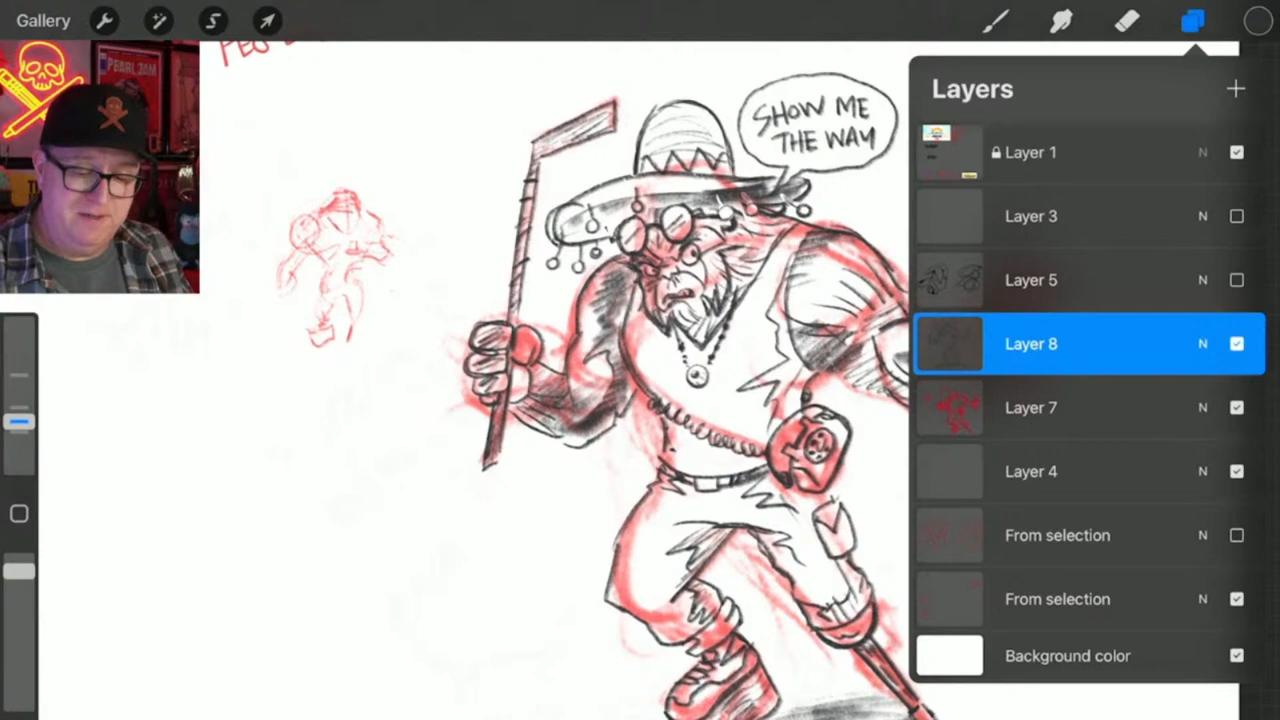 Gallery
PEARL JAM
SHOW ME
THE WAY
Layers
Layer 1 N
Layer 3 N
Layer 5 N
Layer 8 N
Layer 7 N
Layer 4 N
From selection N
From selection N
Background color